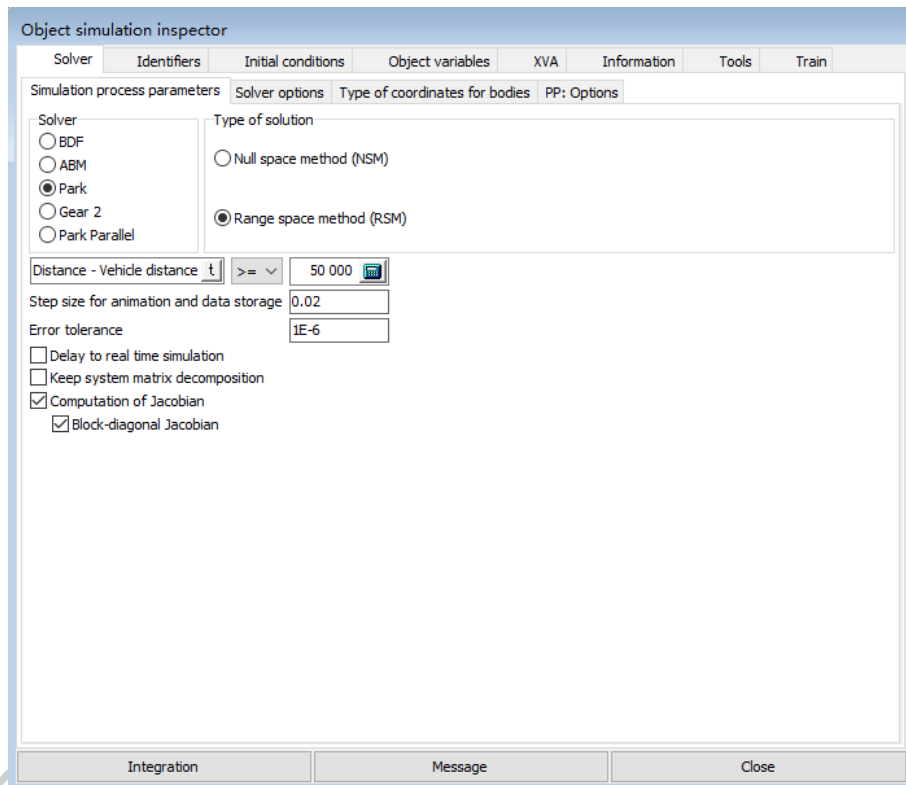 Object simulation inspector
Solver Identifiers Initial conditions Object variables XVA Information Tools Train
Simulation process parameters Solver options Type of coordinates for bodies PP: Options
Solver Type of solution
BDF
Null space method (NSM)
ABM
Park
Gear 2
Range space method (RSM)
Park Parallel
Distance - Vehicle distance t >= 50 000
Step size for animation and data storage 0.02
Error tolerance 1E-6
Delay to real time simulation
Keep system matrix decomposition
Computation of Jacobian
Block-diagonal Jacobian
Integration Message Close